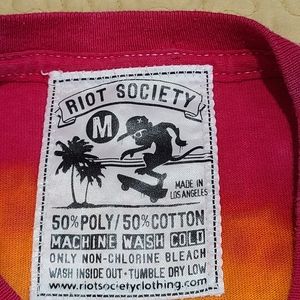 RIOT SOCIETY
M
MADE IN
LOS ANGELES
50% POLY/50% COTTON
MACHINE WASH COLD
ONLY NON-CHLORINE BLEACH
WASH INSIDE OUT - TUMBLE DRY LOW
www.riotsocietyclothing.com